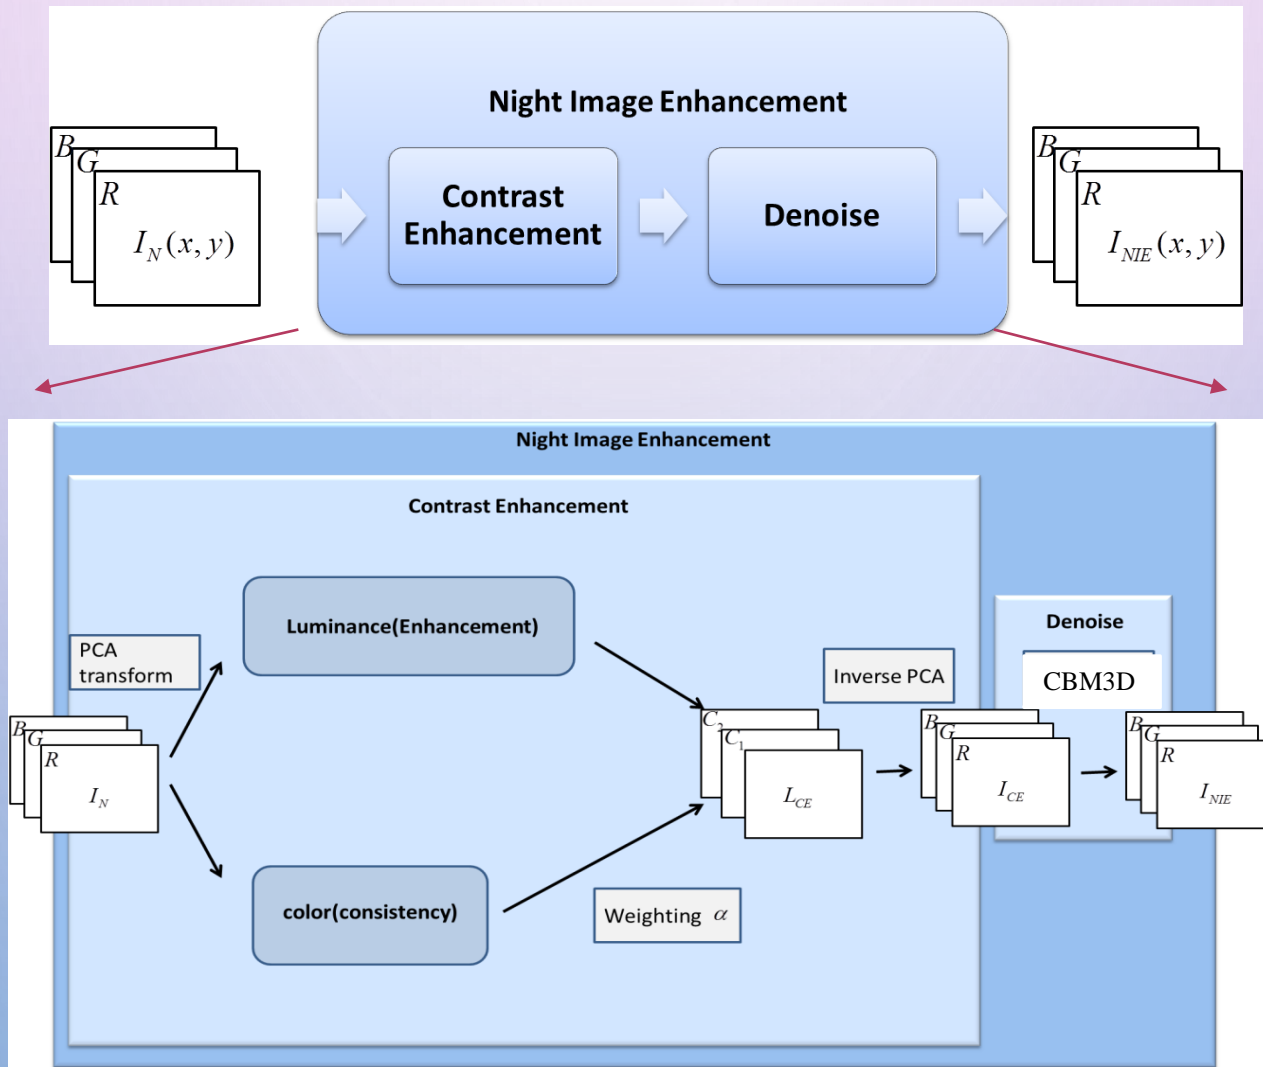 Night Image Enhancement
B
G
R
I_N(x, y)
Contrast
Enhancement
Denoise
B
G
R
I_NIE(x, y)
Night Image Enhancement
Contrast Enhancement
Luminance(Enhancement)
PCA
transform
Denoise
CBM3D
Inverse PCA
B
G
R
I_N
C_2
C_1
L_CE
B
G
R
I_CE
B
G
R
I_NIE
color(consistency)
Weighting α